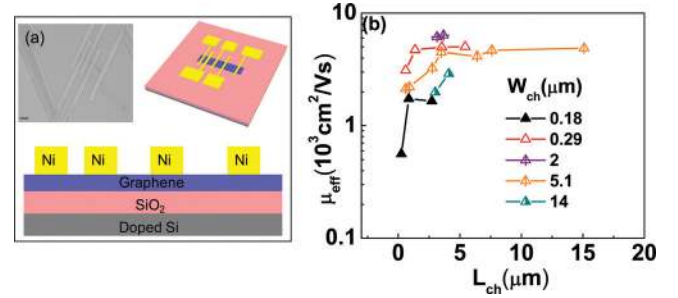 (a)
Ni Ni Ni Ni
Graphene
SiO₂
Doped Si
(b)
μeff(10³cm²/Vs)
10
1
0.1
0 5 10 15 20
Lch(μm)
Wch(μm)
0.18
0.29
2
5.1
14